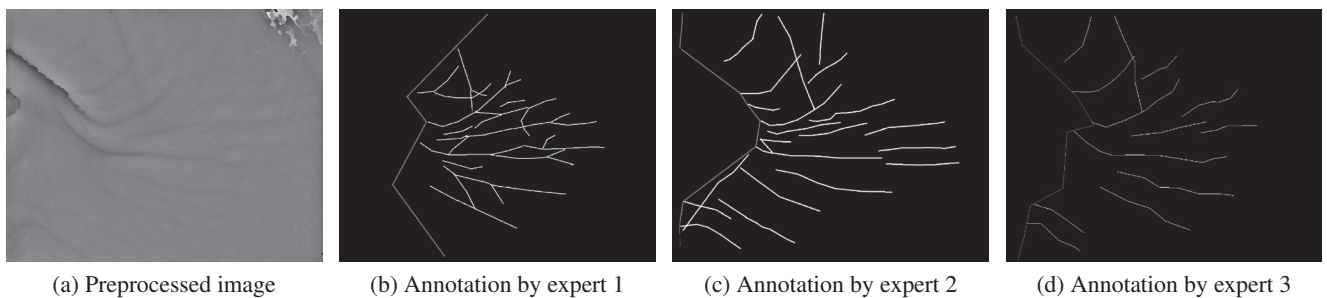 (a) Preprocessed image
(b) Annotation by expert 1
(c) Annotation by expert 2
(d) Annotation by expert 3